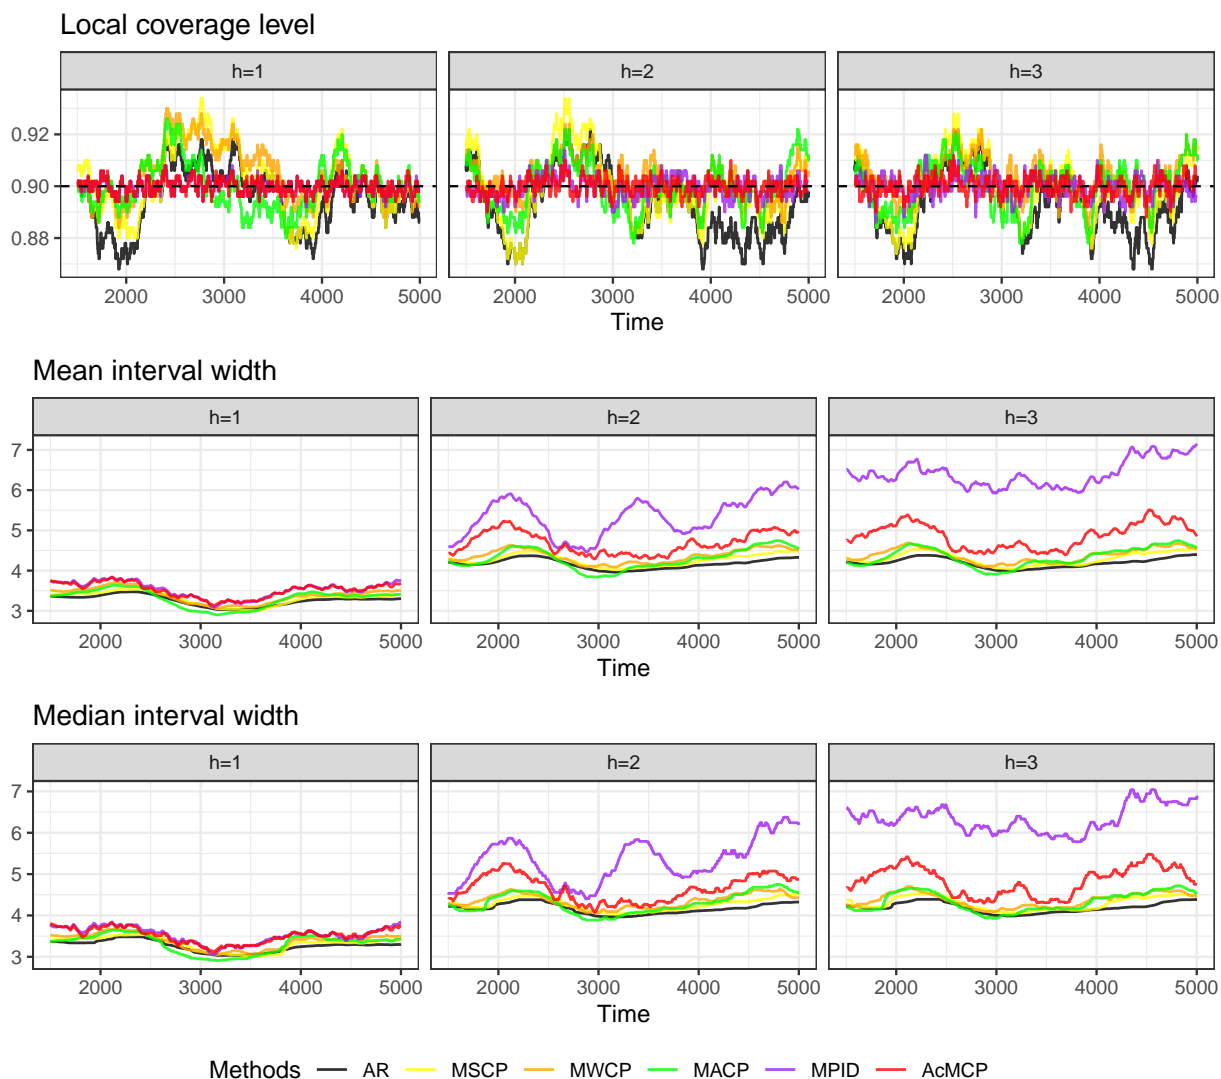 Local coverage level
h=1 h=2 h=3
0.92
0.90
0.88
2000 3000 4000 5000 2000 3000 4000 5000 2000 3000 4000 5000
Time
Mean interval width
h=1 h=2 h=3
7
6
5
4
3
2000 3000 4000 5000 2000 3000 4000 5000 2000 3000 4000 5000
Time
Median interval width
h=1 h=2 h=3
7
6
5
4
3
2000 3000 4000 5000 2000 3000 4000 5000 2000 3000 4000 5000
Time
Methods AR MSCP MWCP MACP MPID AcMCP